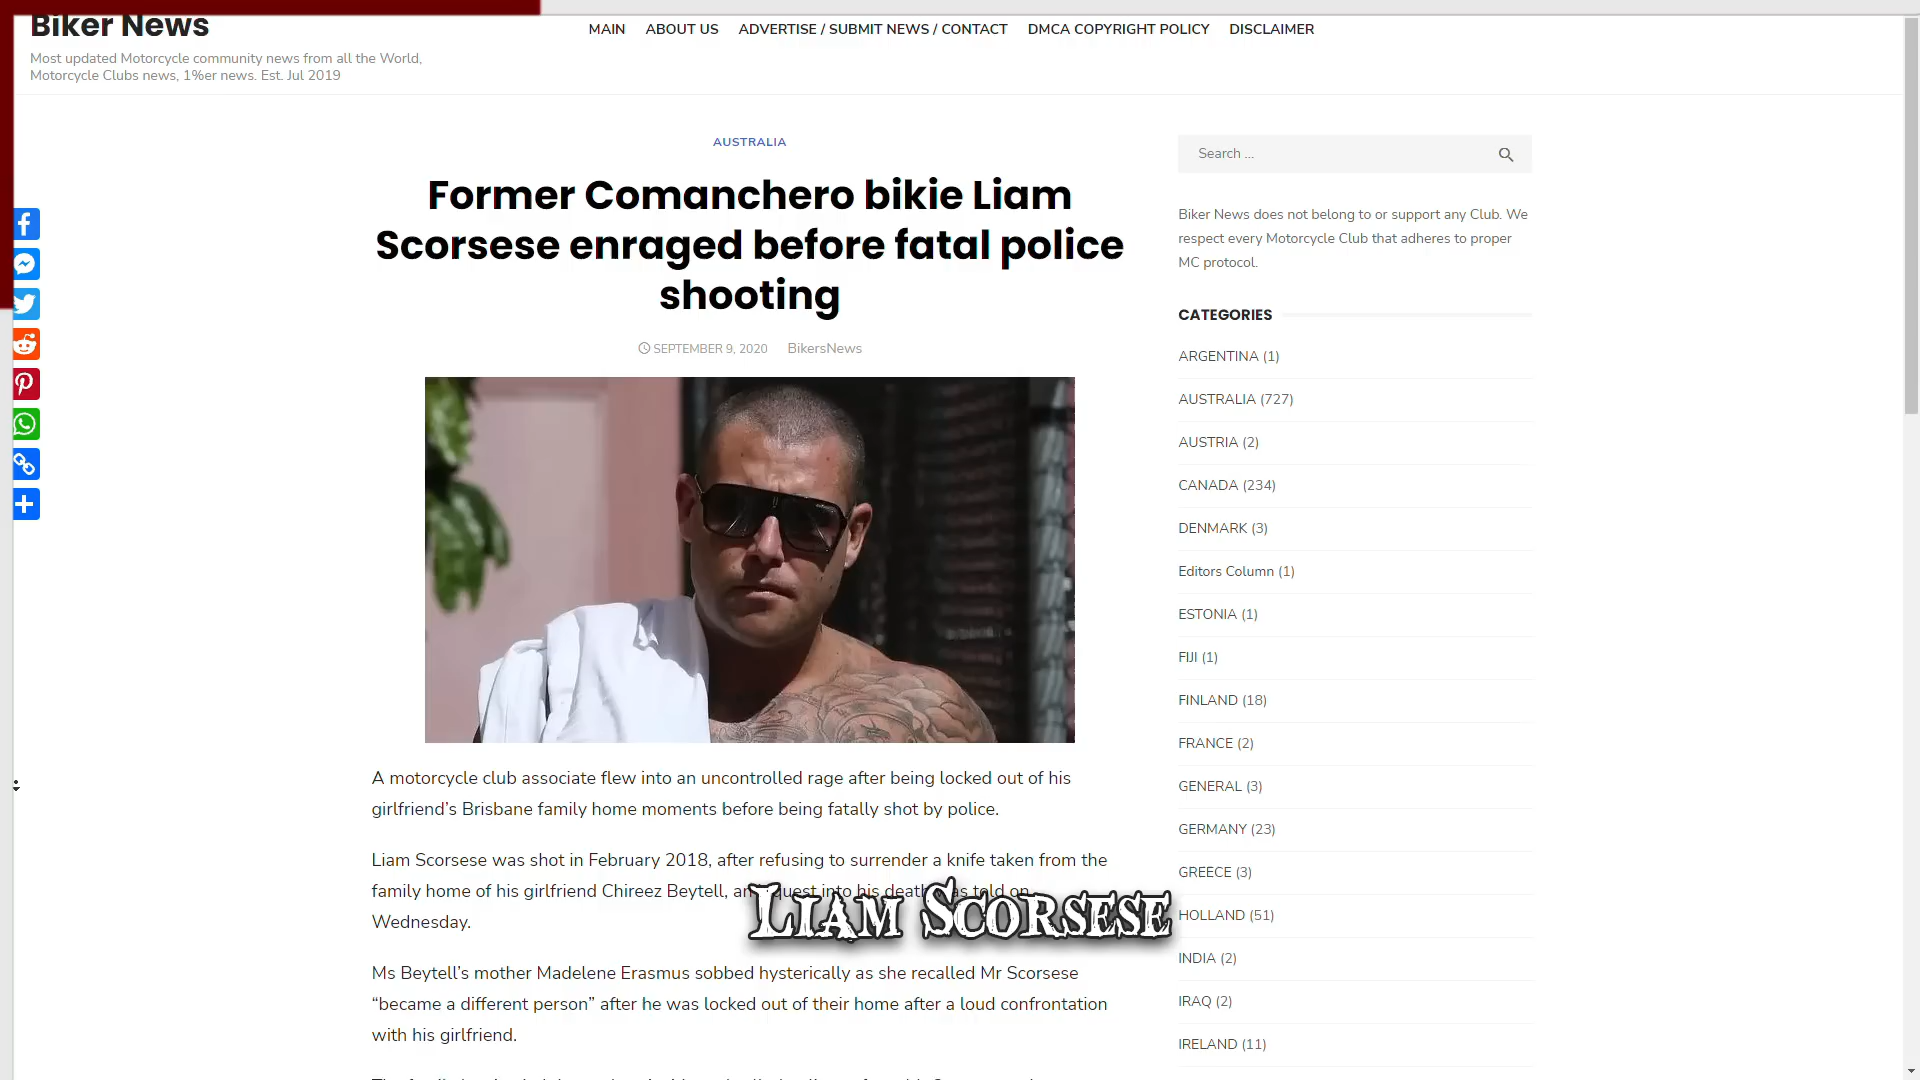 Biker News
Most updated Motorcycle community news from all the World,
Motorcycle Clubs news, 1%er news. Est. Jul 2019
MAIN ABOUT US ADVERTISE / SUBMIT NEWS / CONTACT DMCA COPYRIGHT POLICY DISCLAIMER
AUSTRALIA
Former Comanchero bikie Liam
Scorsese enraged before fatal police
shooting
SEPTEMBER 9, 2020 BikersNews
A motorcycle club associate flew into an uncontrolled rage after being locked out of his
girlfriend’s Brisbane family home moments before being fatally shot by police.
Liam Scorsese was shot in February 2018, after refusing to surrender a knife taken from the
family home of his girlfriend Chireez Beytell, an inquest into his death was told on
Wednesday.
Liam Scorsese
Ms Beytell’s mother Madelene Erasmus sobbed hysterically as she recalled Mr Scorsese
“became a different person” after he was locked out of their home after a loud confrontation
with his girlfriend.
Search ...
Biker News does not belong to or support any Club. We
respect every Motorcycle Club that adheres to proper
MC protocol.
CATEGORIES
ARGENTINA (1)
AUSTRALIA (727)
AUSTRIA (2)
CANADA (234)
DENMARK (3)
Editors Column (1)
ESTONIA (1)
FIJI (1)
FINLAND (18)
FRANCE (2)
GENERAL (3)
GERMANY (23)
GREECE (3)
HOLLAND (51)
INDIA (2)
IRAQ (2)
IRELAND (11)